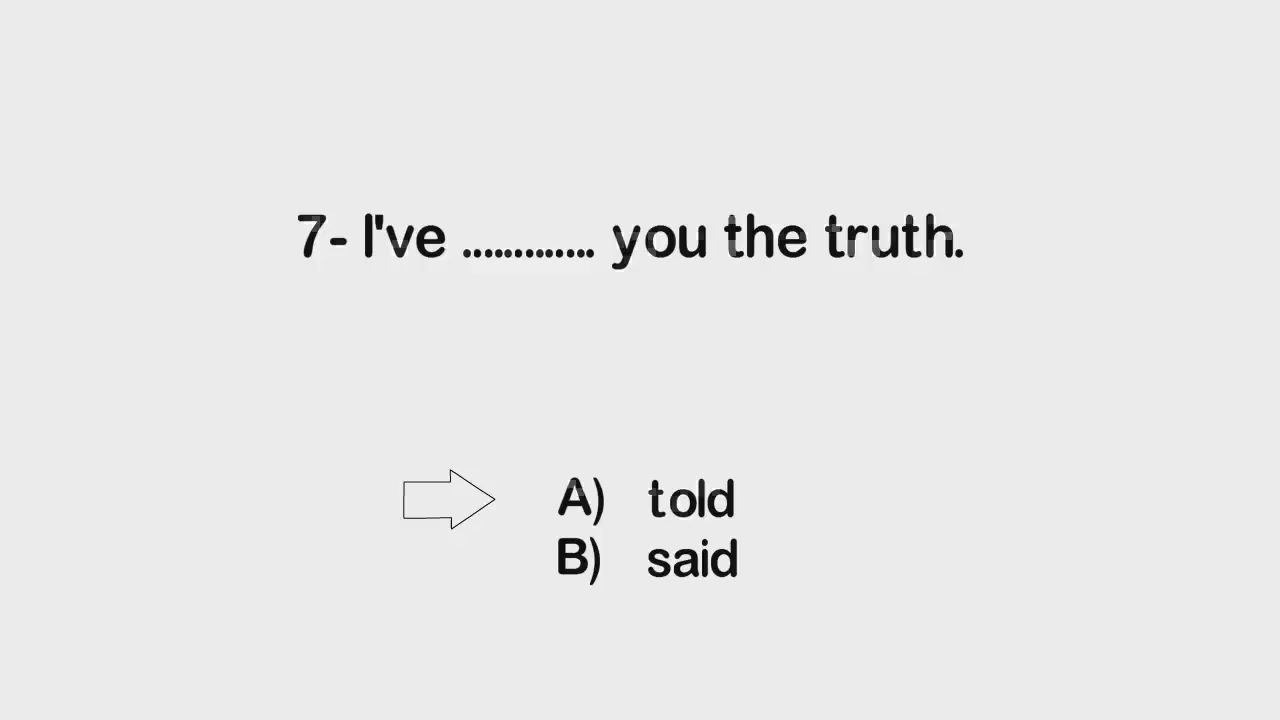 7- I've ............. you the truth.
A) told
B) said